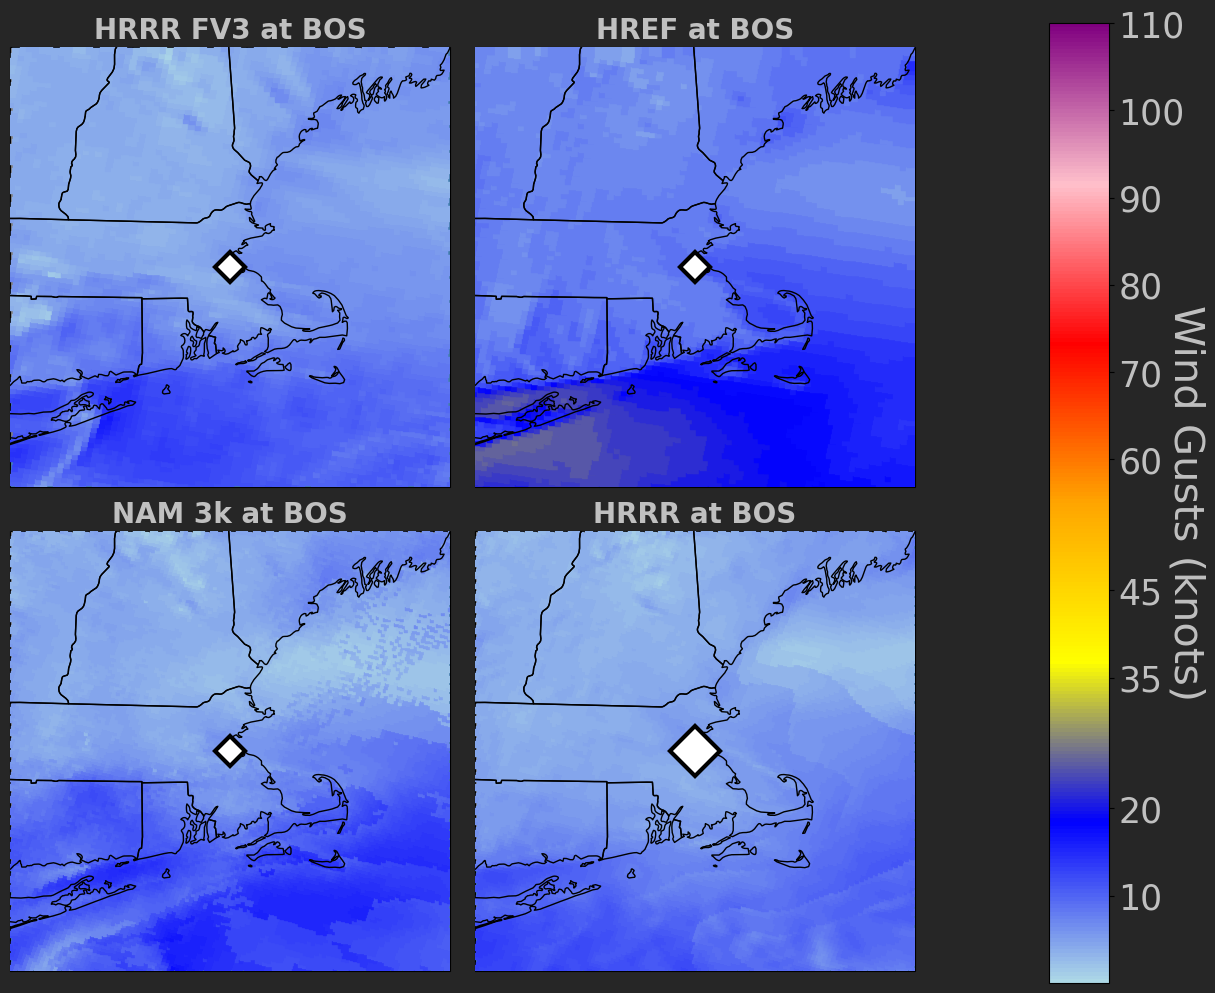 HRRR FV3 at BOS
HREF at BOS
NAM 3k at BOS
HRRR at BOS
110
100
90
80
70
60
45
35
20
10
Wind Gusts (knots)